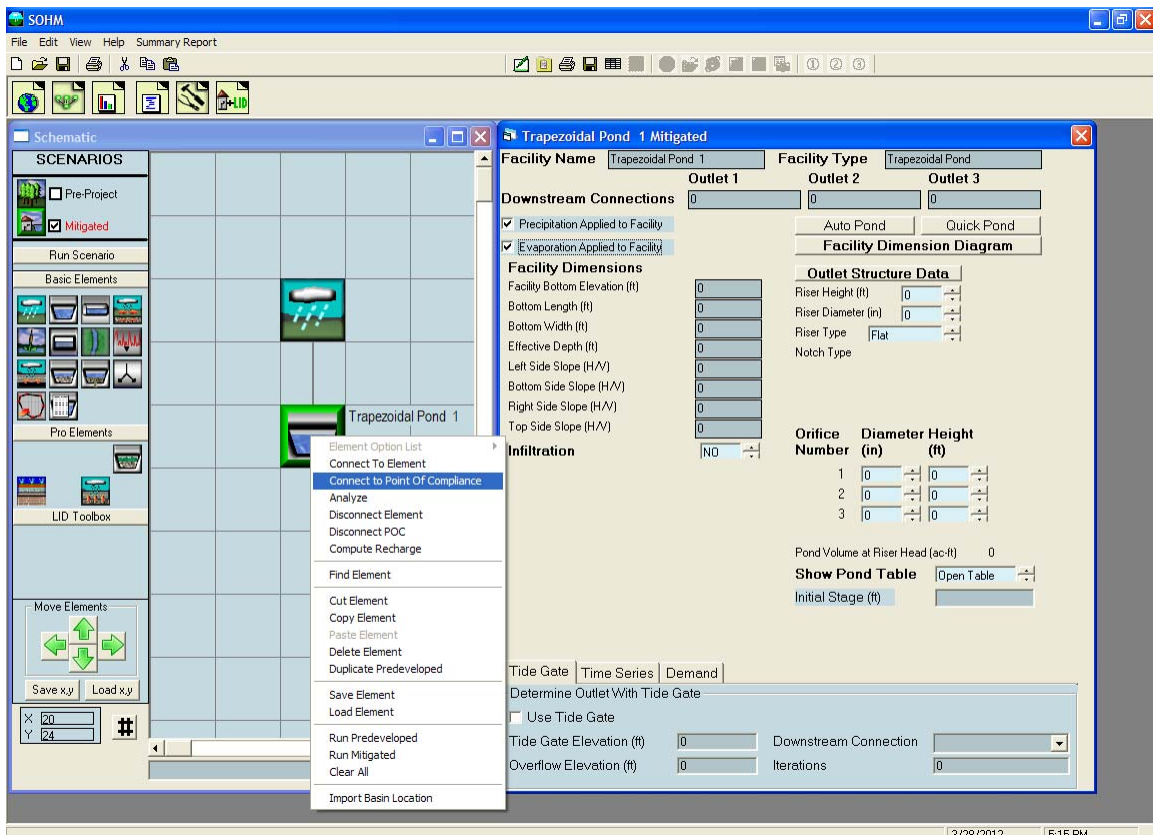 SOHM
File Edit View Help Summary Report
+LID
Schematic
SCENARIOS
Pre-Project
Mitigated
Run Scenario
Basic Elements
Pro Elements
LID Toolbox
Move Elements
Save x,y Load x,y
X 20
Y 24
#
Trapezoidal Pond 1
Element Option List
Connect To Element
Connect to Point Of Compliance
Analyze
Disconnect Element
Disconnect POC
Compute Recharge
Find Element
Cut Element
Copy Element
Paste Element
Delete Element
Duplicate Predeveloped
Save Element
Load Element
Run Predeveloped
Run Mitigated
Clear All
Import Basin Location
Trapezoidal Pond 1 Mitigated
Facility Name Trapezoidal Pond 1 Facility Type Trapezoidal Pond
Outlet 1 Outlet 2 Outlet 3
Downstream Connections 0 0 0
Precipitation Applied to Facility Auto Pond Quick Pond
Evaporation Applied to Facility Facility Dimension Diagram
Facility Dimensions
Facility Bottom Elevation (ft) 0
Bottom Length (ft) 0
Bottom Width (ft) 0
Effective Depth (ft) 0
Left Side Slope (H/V) 0
Bottom Side Slope (H/V) 0
Right Side Slope (H/V) 0
Top Side Slope (H/V) 0
Infiltration NO
Outlet Structure Data
Riser Height (ft) 0
Riser Diameter (in) 0
Riser Type Flat
Notch Type
Orifice Diameter Height
Number (in) (ft)
1 0 0
2 0 0
3 0 0
Pond Volume at Riser Head (ac-ft) 0
Show Pond Table Open Table
Initial Stage (ft)
Tide Gate Time Series Demand
Determine Outlet With Tide Gate
Use Tide Gate
Tide Gate Elevation (ft) 0 Downstream Connection
Overflow Elevation (ft) 0 Iterations 0
3/28/2012 5:15 PM